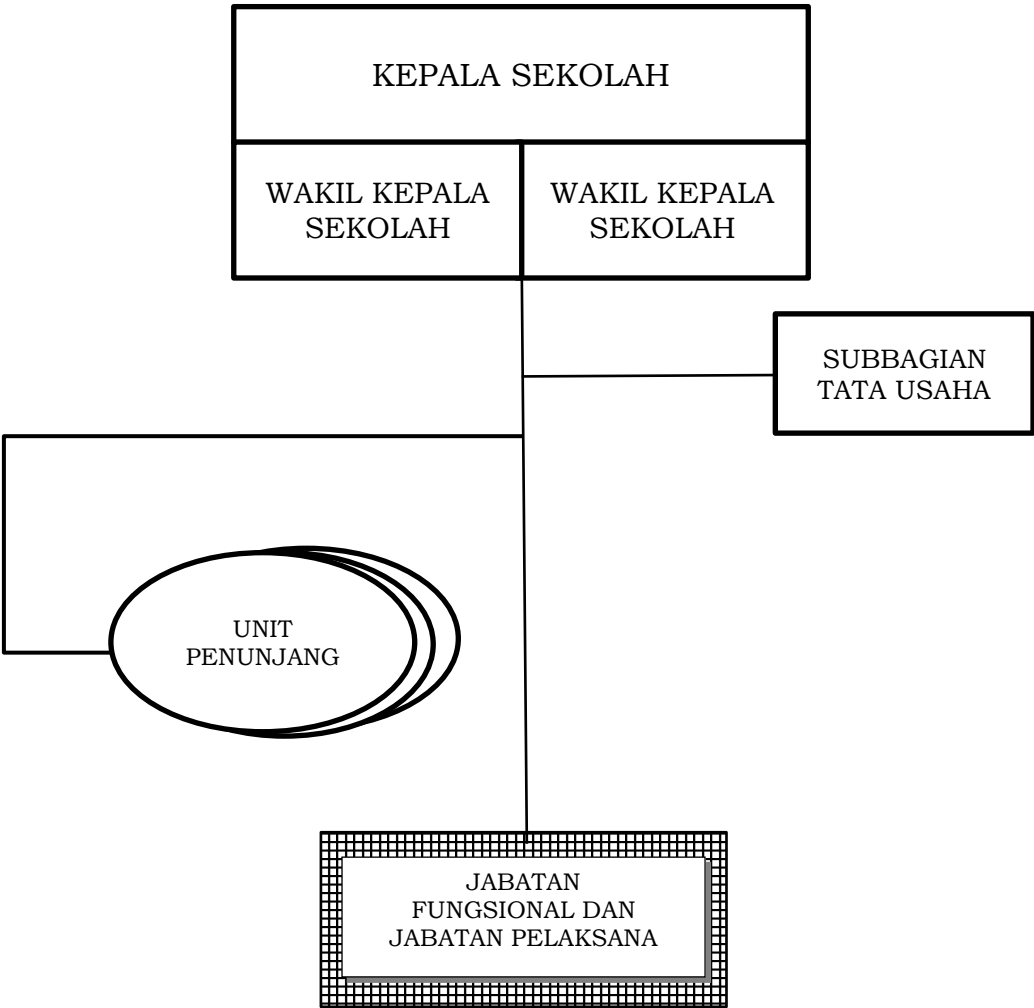 KEPALA SEKOLAH
WAKIL KEPALA
SEKOLAH
WAKIL KEPALA
SEKOLAH
SUBBAGIAN
TATA USAHA
UNIT
PENUNJANG
JABATAN
FUNGSIONAL DAN
JABATAN PELAKSANA